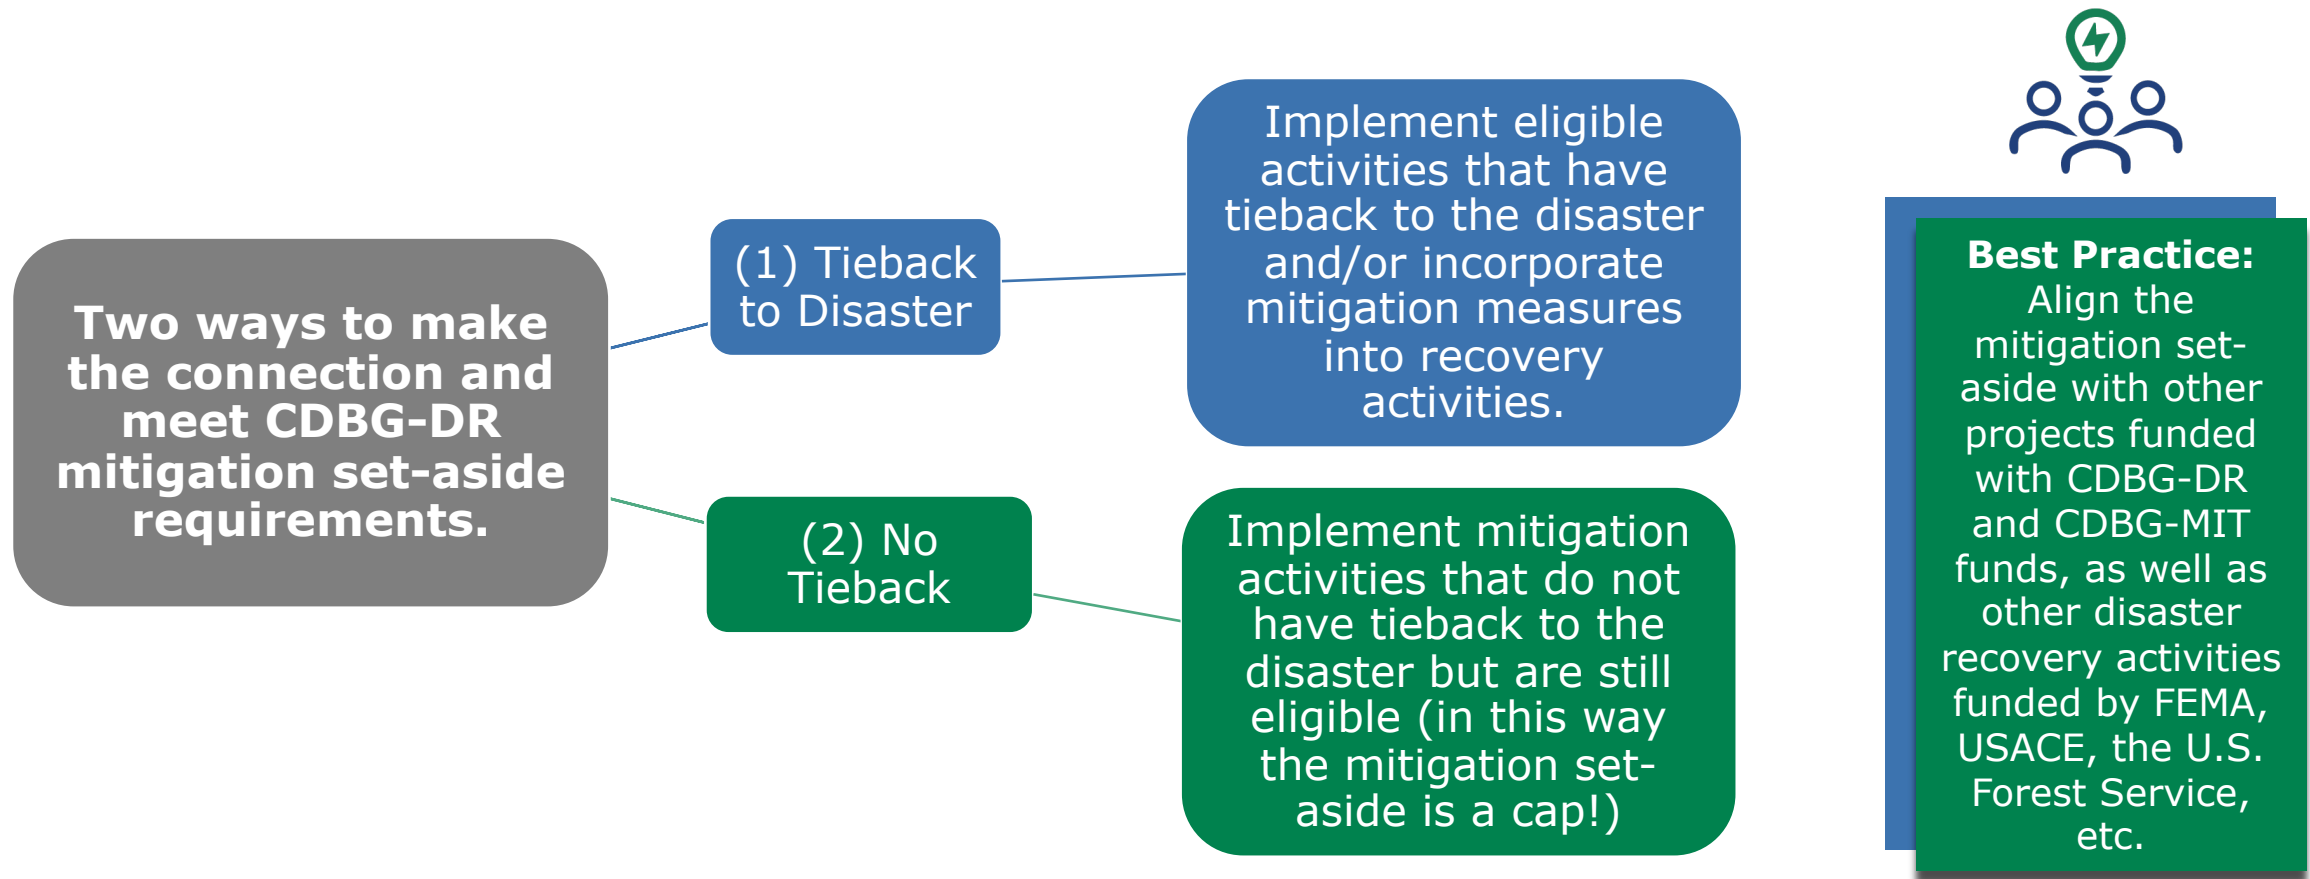 Two ways to make
the connection and
meet CDBG-DR
mitigation set-aside
requirements.
(1) Tieback
to Disaster
Implement eligible
activities that have
tieback to the disaster
and/or incorporate
mitigation measures
into recovery
activities.
(2) No
Tieback
Implement mitigation
activities that do not
have tieback to the
disaster but are still
eligible (in this way
the mitigation set-
aside is a cap!)
Best Practice:
Align the
mitigation set-
aside with other
projects funded
with CDBG-DR
and CDBG-MIT
funds, as well as
other disaster
recovery activities
funded by FEMA,
USACE, the U.S.
Forest Service,
etc.